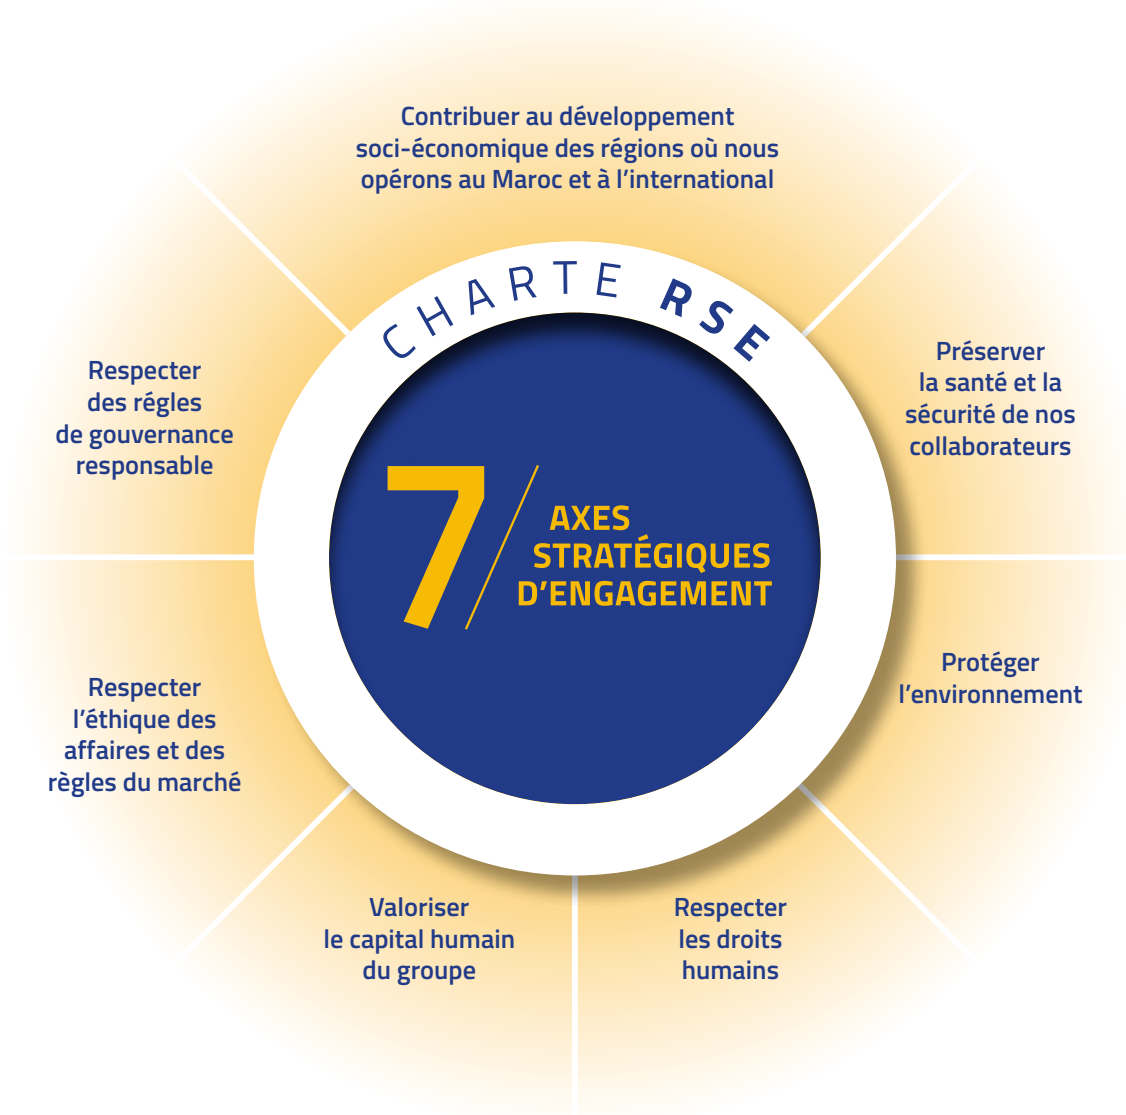 Contribuer au développement
soci-économique des régions où nous
opérons au Maroc et à l'international
CHARTE RSE
Préserver
la santé et la
sécurité de nos
collaborateurs
Respecter
des régles
de gouvernance
responsable
7
AXES
STRATÉGIQUES
D'ENGAGEMENT
Protéger
l'environnement
Respecter
l'éthique des
affaires et des
règles du marché
Valoriser
le capital humain
du groupe
Respecter
les droits
humains